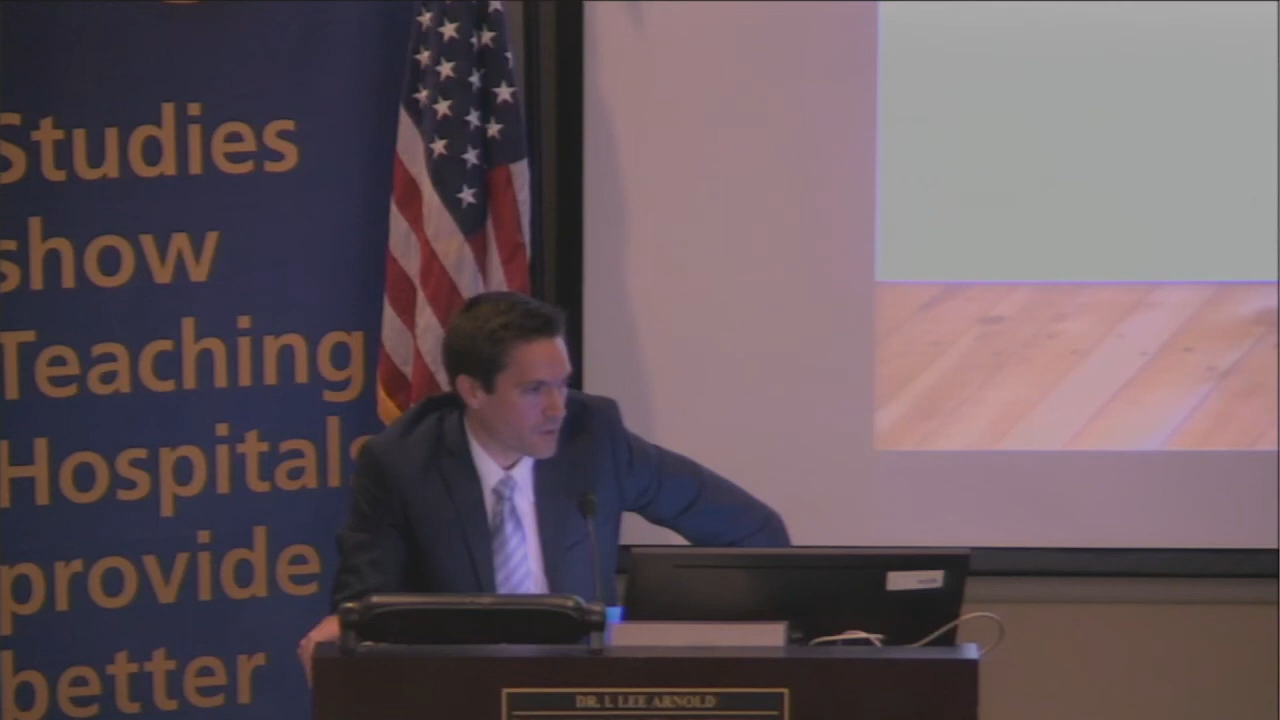 Studies
show
Teaching
Hospitals
provide
better
DR. I. LEE ARNOLD